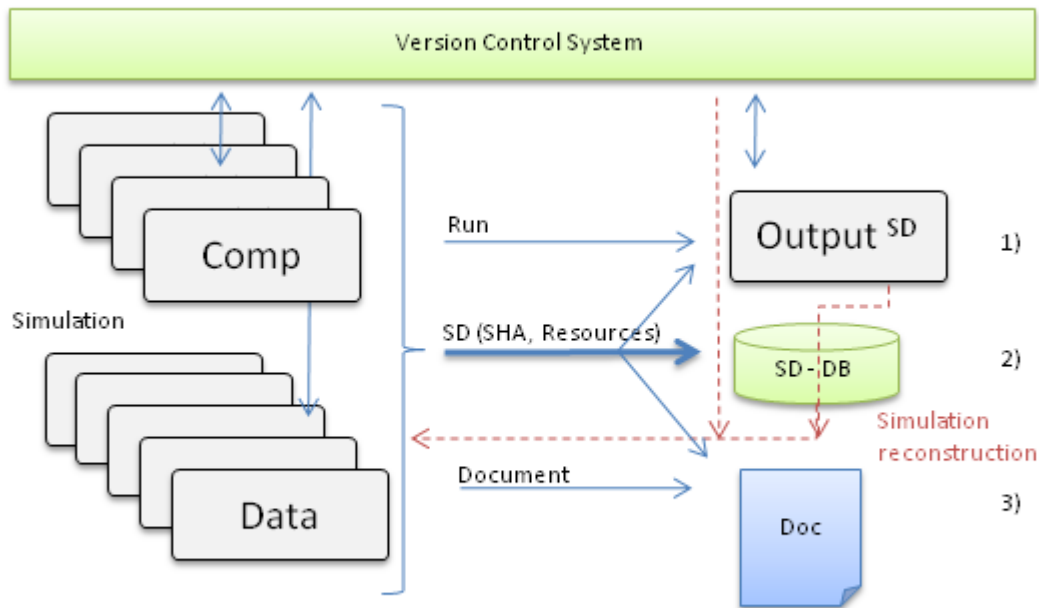 Version Control System
Run
Output SD
1)
Comp
Simulation
SD (SHA, Resources)
SD - DB
2)
Simulation
reconstruction
Document
3)
Data
Doc